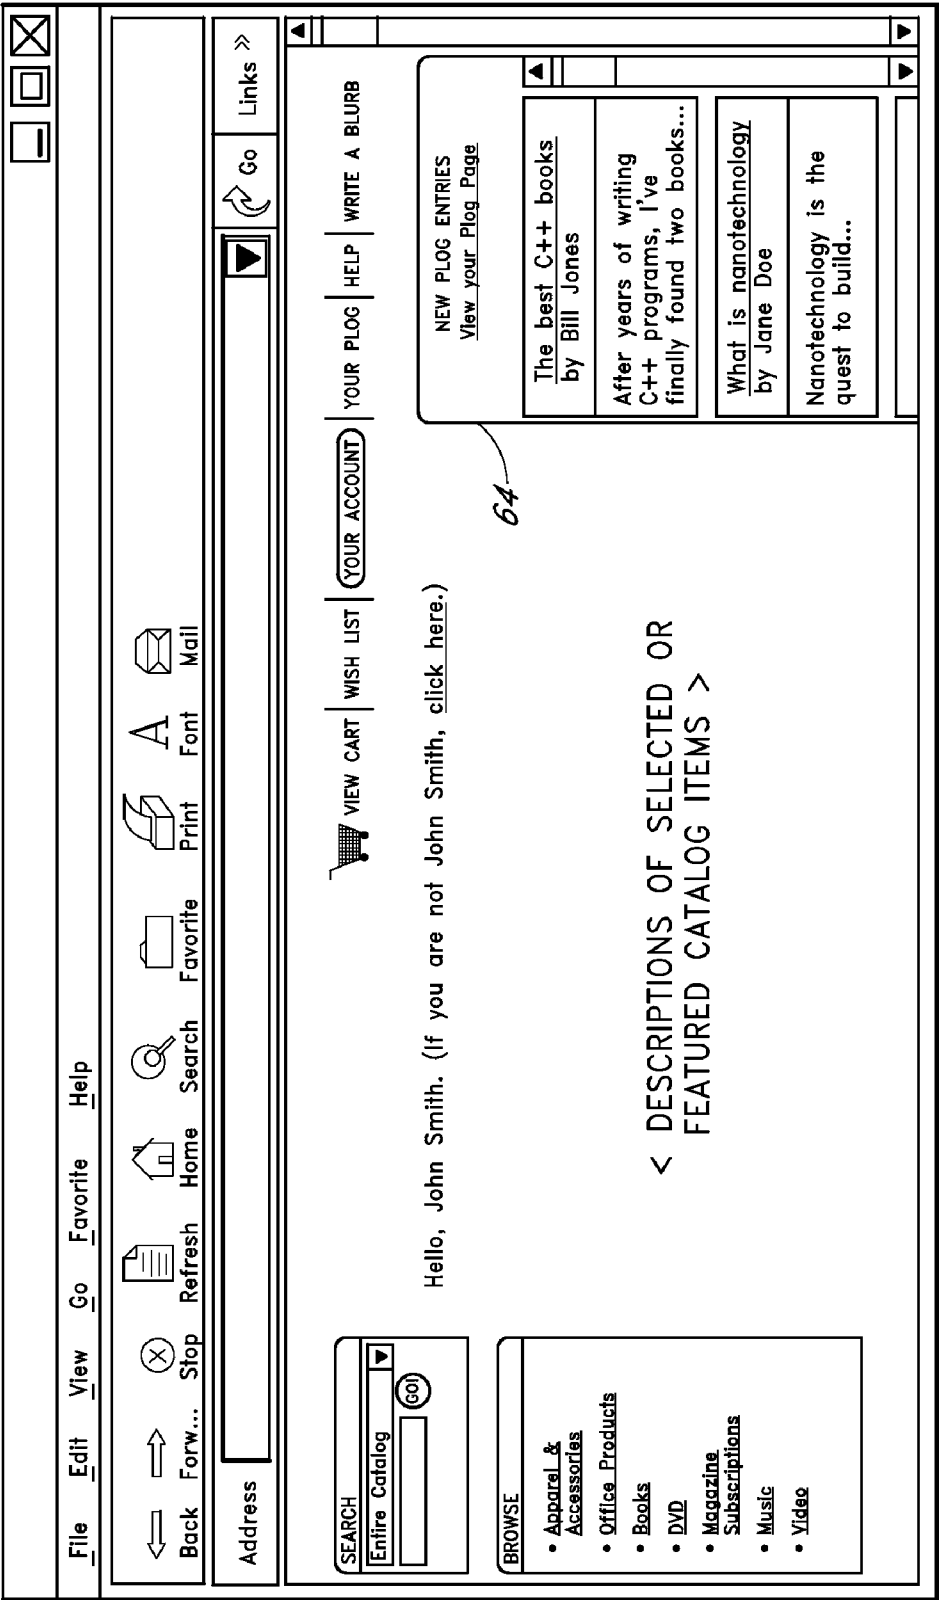 File Edit View Go Favorite Help
Back Forw... Stop Refresh Home Search Favorite Print Font Mail
Address
Go
Links »
VIEW CART | WISH LIST | YOUR ACCOUNT | YOUR PLOG | HELP | WRITE A BLURB
SEARCH
Entire Catalog
GO!
Hello, John Smith. (If you are not John Smith, click here.)
BROWSE
• Apparel &
Accessories
• Office Products
• Books
• DVD
• Magazine
Subscriptions
• Music
• Video
< DESCRIPTIONS OF SELECTED OR
FEATURED CATALOG ITEMS >
64
NEW PLOG ENTRIES
View your Plog Page
The best C++ books
by Bill Jones
After years of writing
C++ programs, I've
finally found two books...
What is nanotechnology
by Jane Doe
Nanotechnology is the
quest to build...